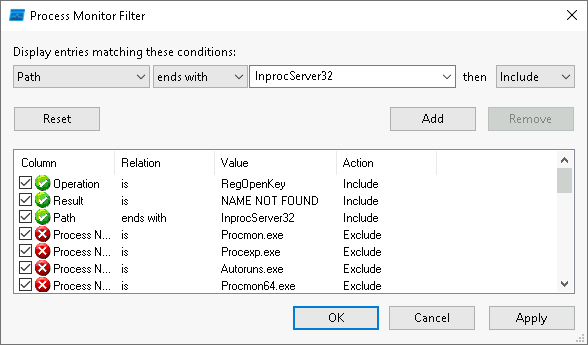 Process Monitor Filter
Display entries matching these conditions:
Path ends with InprocServer32 then Include
Reset Add Remove
Column Relation Value Action
Operation is RegOpenKey Include
Result is NAME NOT FOUND Include
Path ends with InprocServer32 Include
Process N... is Procmon.exe Exclude
Process N... is Procexp.exe Exclude
Process N... is Autoruns.exe Exclude
Process N... is Procmon64.exe Exclude
OK Cancel Apply